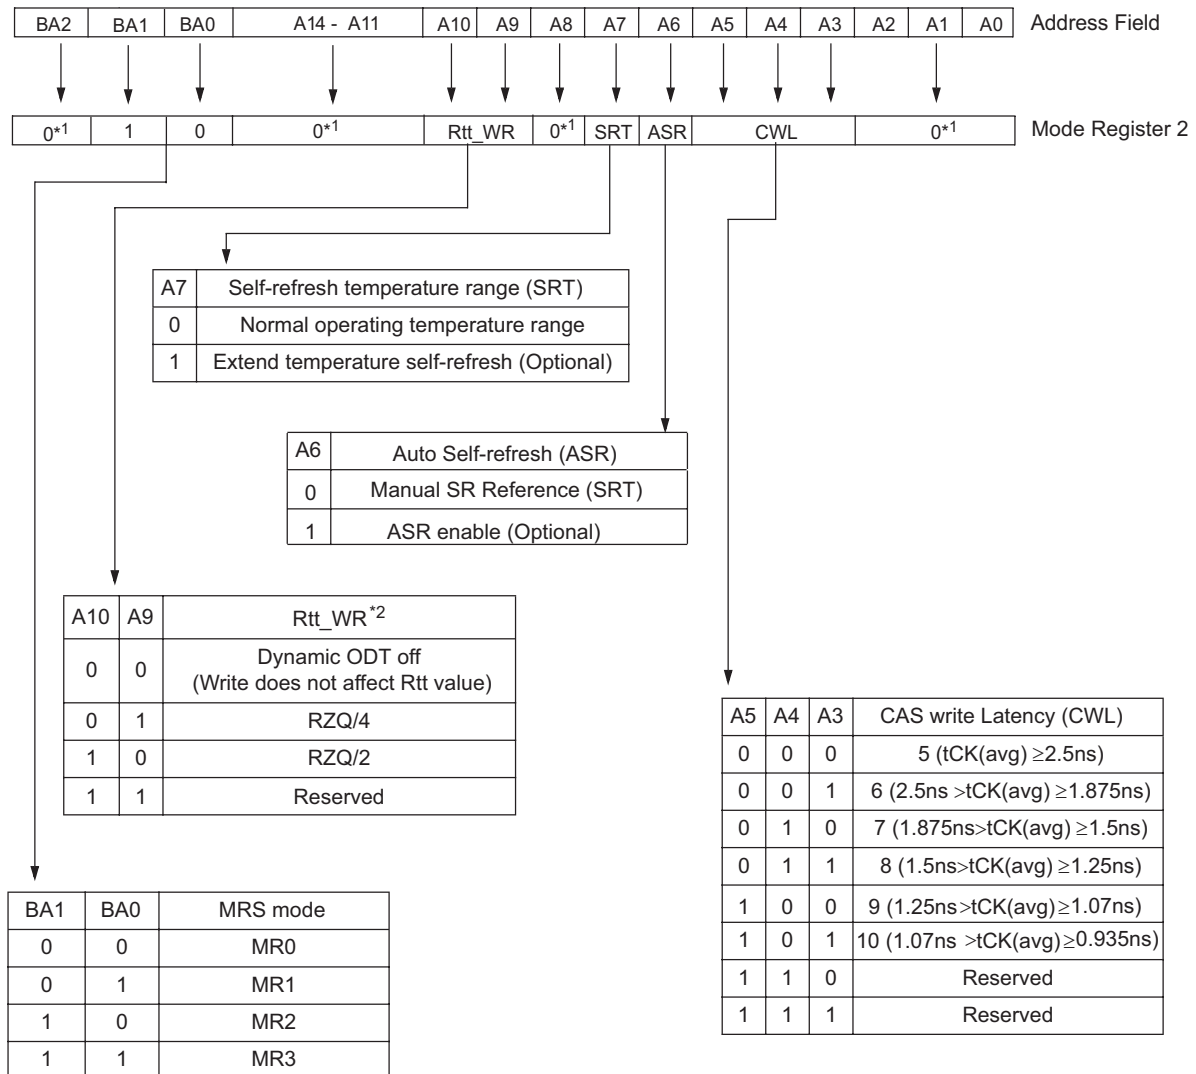 BA2 BA1 BA0 A14 - A11 A10 A9 A8 A7 A6 A5 A4 A3 A2 A1 A0 Address Field
0*1 1 0 0*1 Rtt_WR 0*1 SRT ASR CWL 0*1 Mode Register 2
A7 Self-refresh temperature range (SRT)
0 Normal operating temperature range
1 Extend temperature self-refresh (Optional)
A6 Auto Self-refresh (ASR)
0 Manual SR Reference (SRT)
1 ASR enable (Optional)
A10 A9 Rtt_WR*2
0 0 Dynamic ODT off
(Write does not affect Rtt value)
0 1 RZQ/4
1 0 RZQ/2
1 1 Reserved
A5 A4 A3 CAS write Latency (CWL)
0 0 0 5 (tCK(avg) ≥2.5ns)
0 0 1 6 (2.5ns >tCK(avg) ≥1.875ns)
0 1 0 7 (1.875ns>tCK(avg) ≥1.5ns)
0 1 1 8 (1.5ns>tCK(avg) ≥1.25ns)
1 0 0 9 (1.25ns>tCK(avg) ≥1.07ns)
1 0 1 10 (1.07ns >tCK(avg) ≥0.935ns)
1 1 0 Reserved
1 1 1 Reserved
BA1 BA0 MRS mode
0 0 MR0
0 1 MR1
1 0 MR2
1 1 MR3